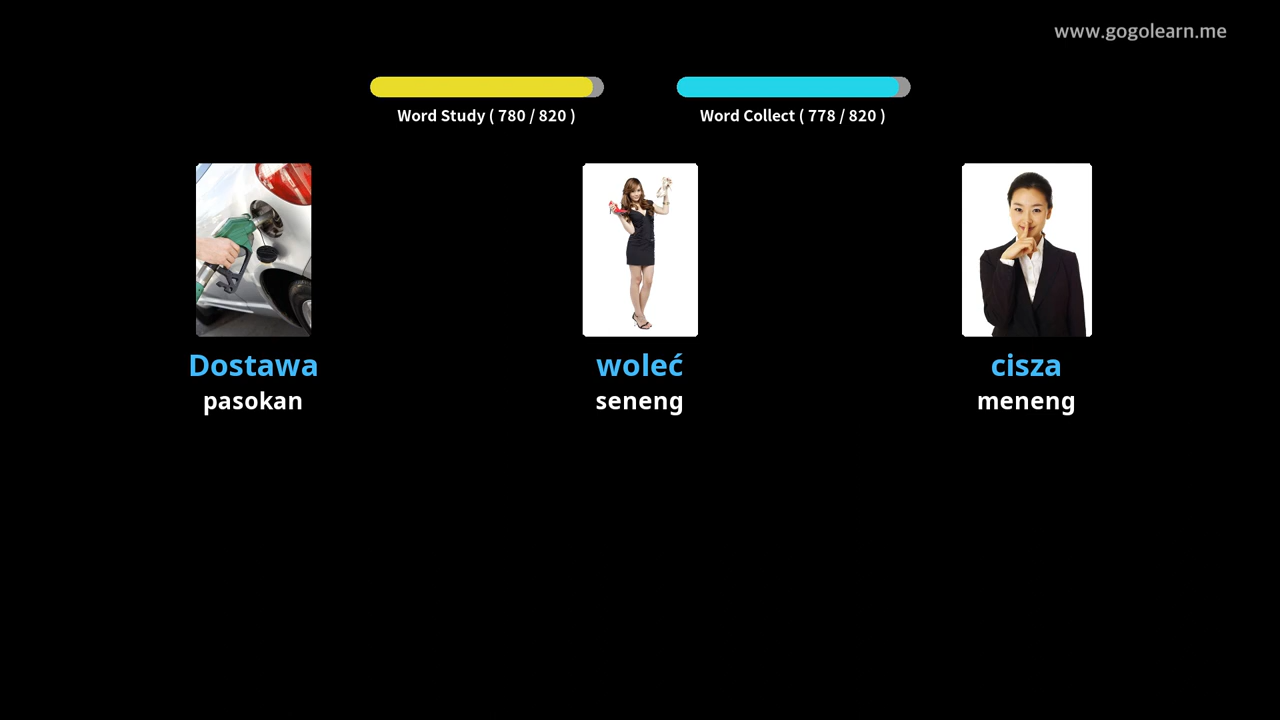 www.gogolearn.me
Word Study ( 780 / 820 )
Word Collect ( 778 / 820 )
Dostawa
pasokan
woleć
seneng
cisza
meneng